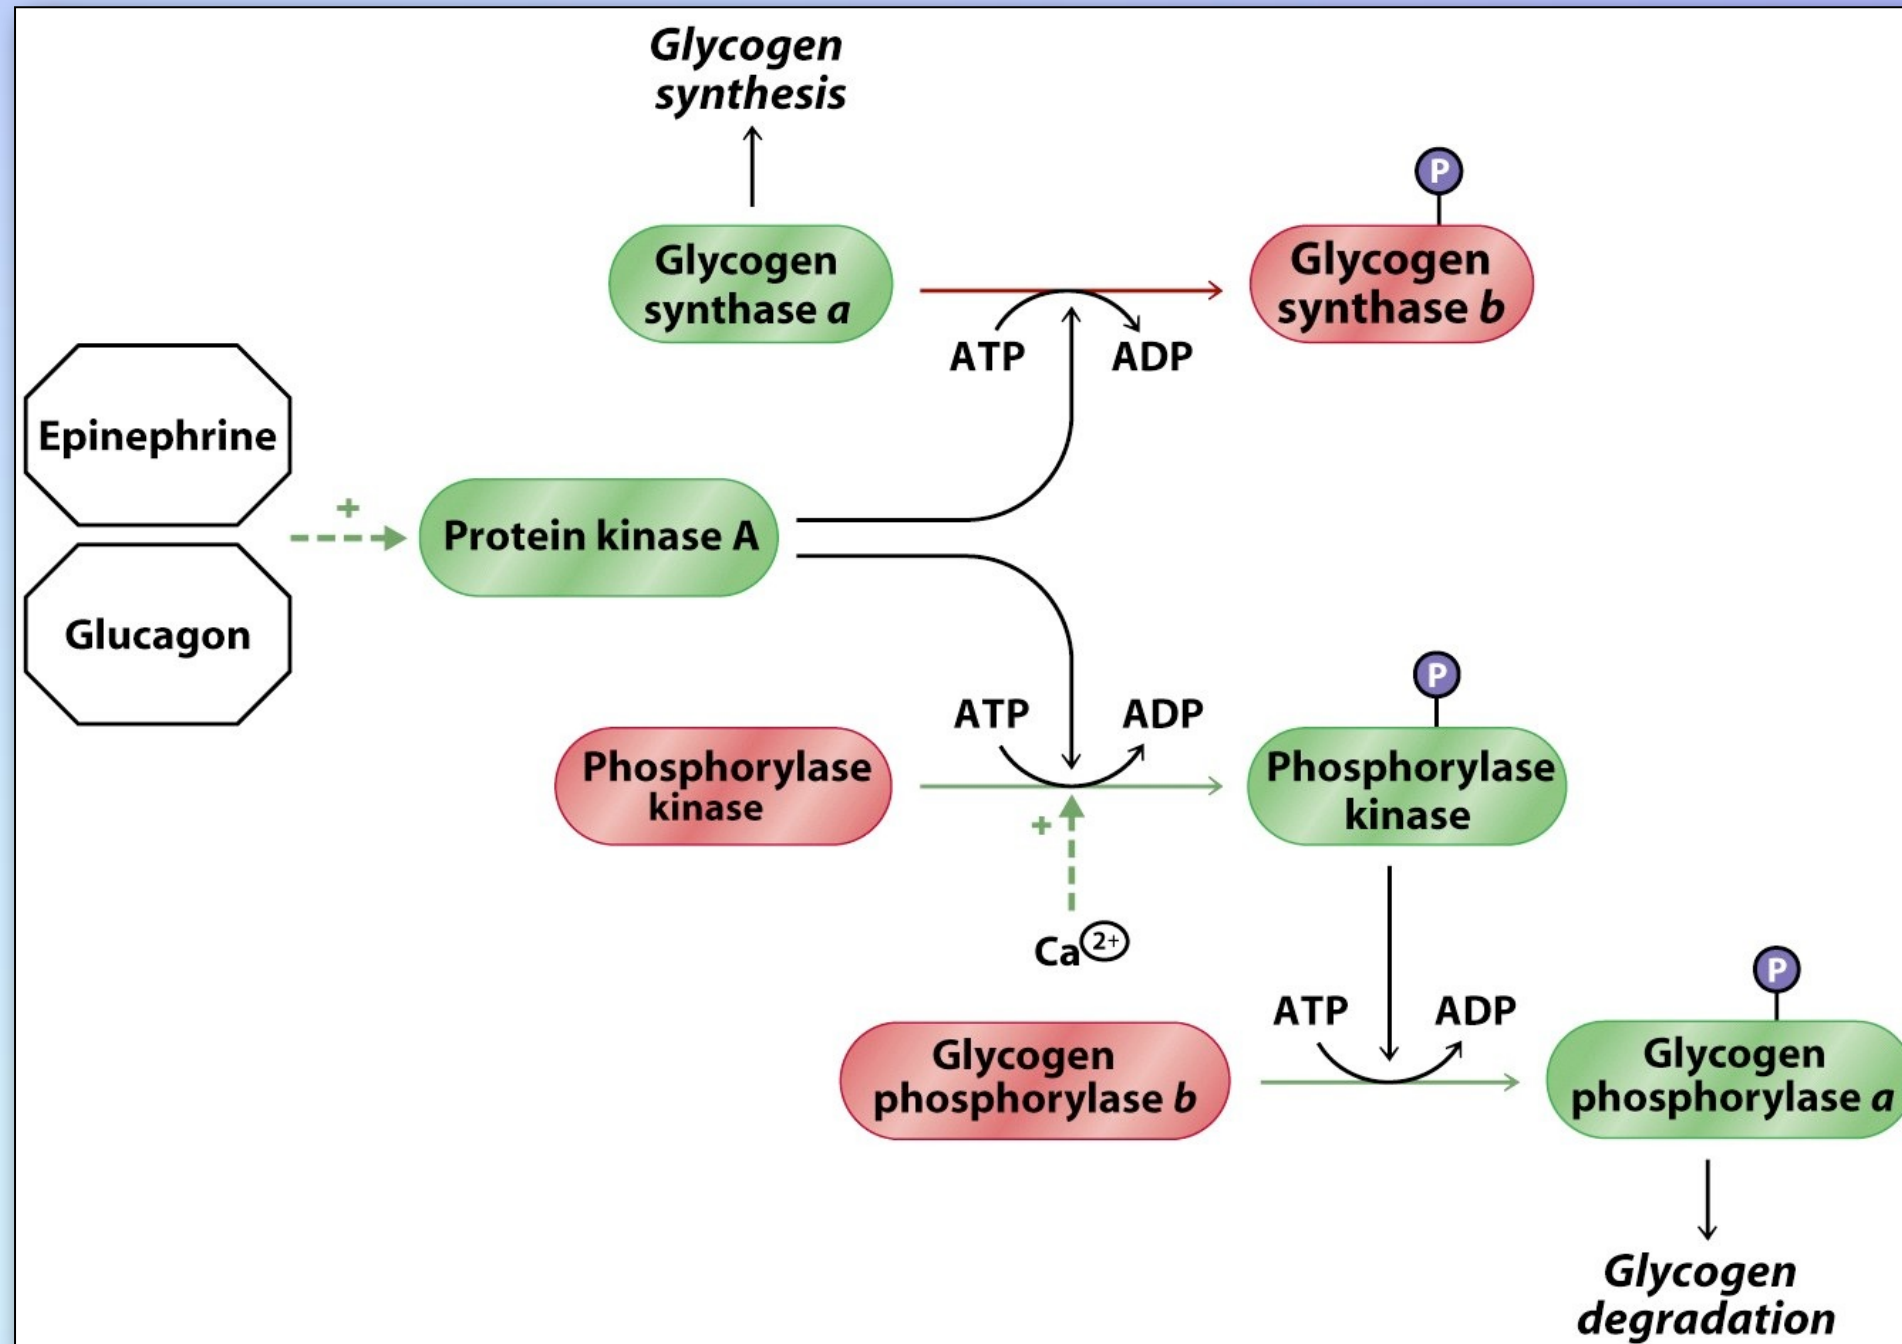 Glycogen
synthesis
P
Glycogen
synthase a
Glycogen
synthase b
ATP
ADP
Epinephrine
+
Protein kinase A
Glucagon
P
ATP
ADP
Phosphorylase
kinase
Phosphorylase
kinase
+
Ca2+
P
ATP
ADP
Glycogen
phosphorylase b
Glycogen
phosphorylase a
Glycogen
degradation